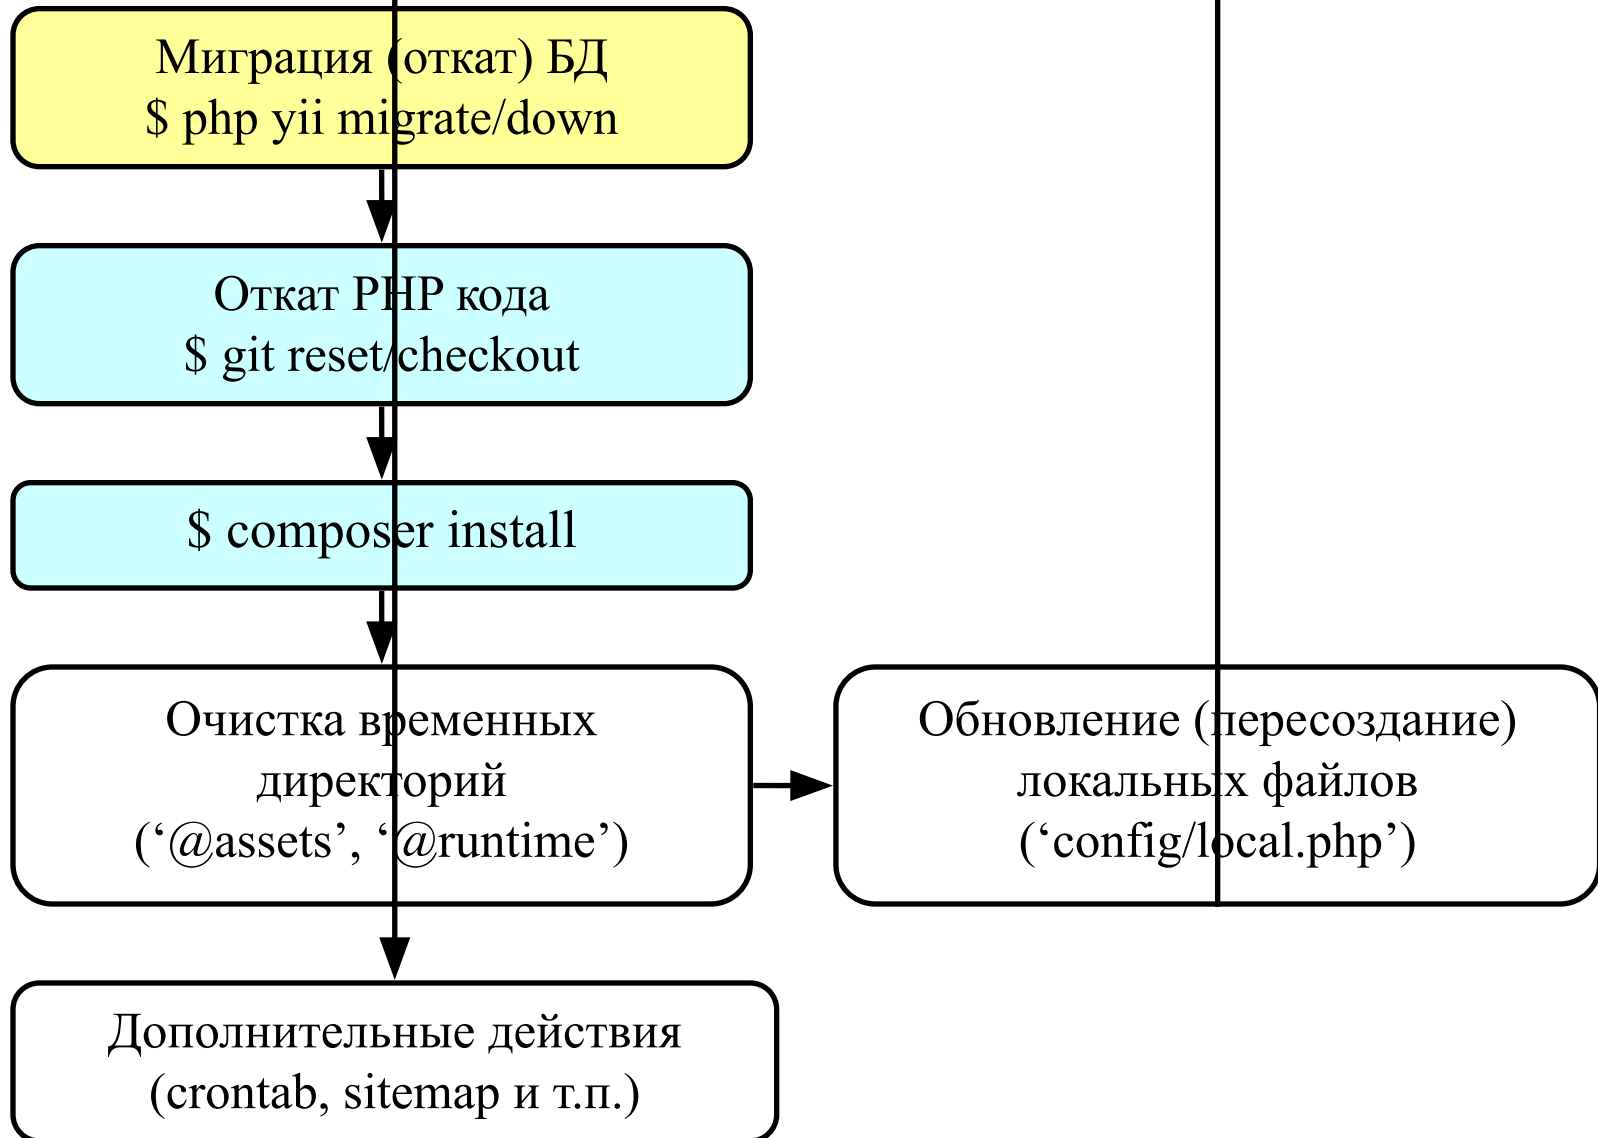 Миграция (откат) БД
$ php yii migrate/down
Откат PHP кода
$ git reset/checkout
$ composer install
Очистка временных
директорий
(‘@assets’, ‘@runtime’)
Обновление (пересоздание)
локальных файлов
(‘config/local.php’)
Дополнительные действия
(crontab, sitemap и т.п.)